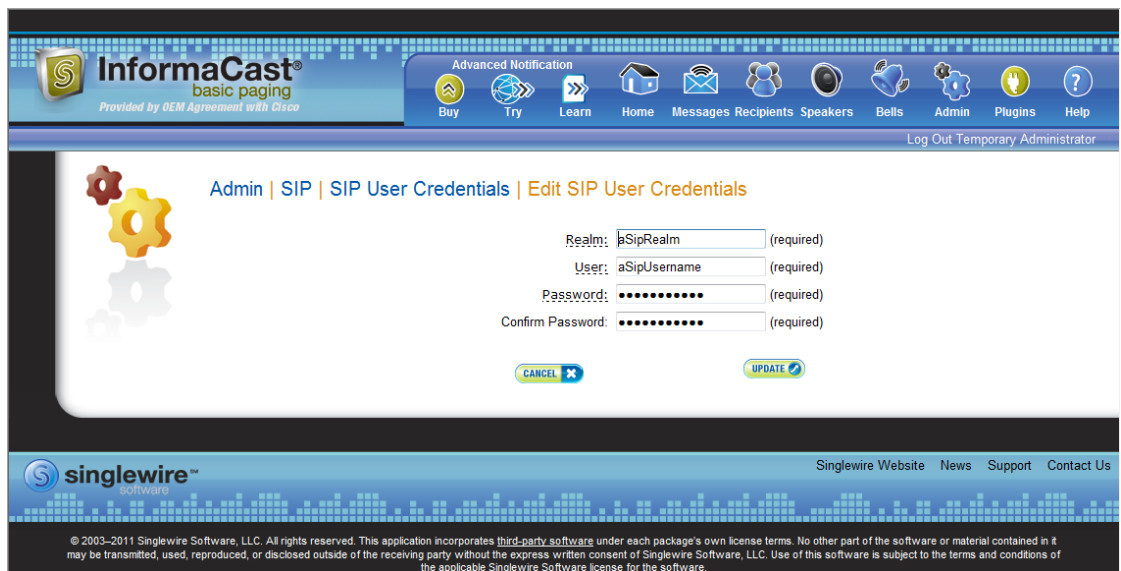 InformaCast®
basic paging
Provided by OEM Agreement with Cisco
Advanced Notification
Buy Try Learn Home Messages Recipients Speakers Bells Admin Plugins Help
Log Out Temporary Administrator
Admin | SIP | SIP User Credentials | Edit SIP User Credentials
Realm: aSipRealm (required)
User: aSipUsername (required)
Password: ●●●●●●●●●●● (required)
Confirm Password: ●●●●●●●●●●● (required)
CANCEL UPDATE
singlewire™
software
Singlewire Website News Support Contact Us
© 2003–2011 Singlewire Software, LLC. All rights reserved. This application incorporates third-party software under each package's own license terms. No other part of the software or material contained in it
may be transmitted, used, reproduced, or disclosed outside of the receiving party without the express written consent of Singlewire Software, LLC. Use of this software is subject to the terms and conditions of
the applicable Singlewire Software license for the software.